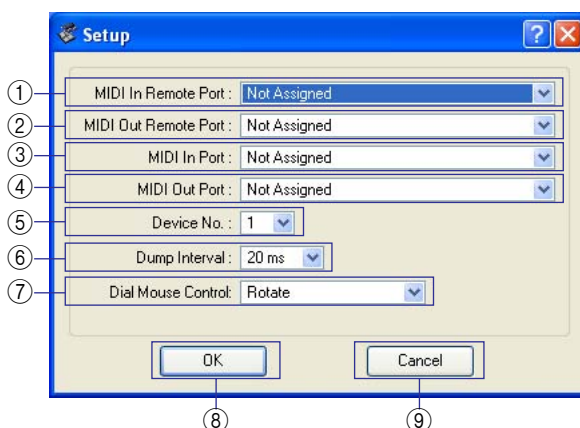 Setup
① MIDI In Remote Port : Not Assigned
② MIDI Out Remote Port : Not Assigned
③ MIDI In Port : Not Assigned
④ MIDI Out Port : Not Assigned
⑤ Device No. : 1
⑥ Dump Interval : 20 ms
⑦ Dial Mouse Control: Rotate
OK Cancel
⑧ ⑨